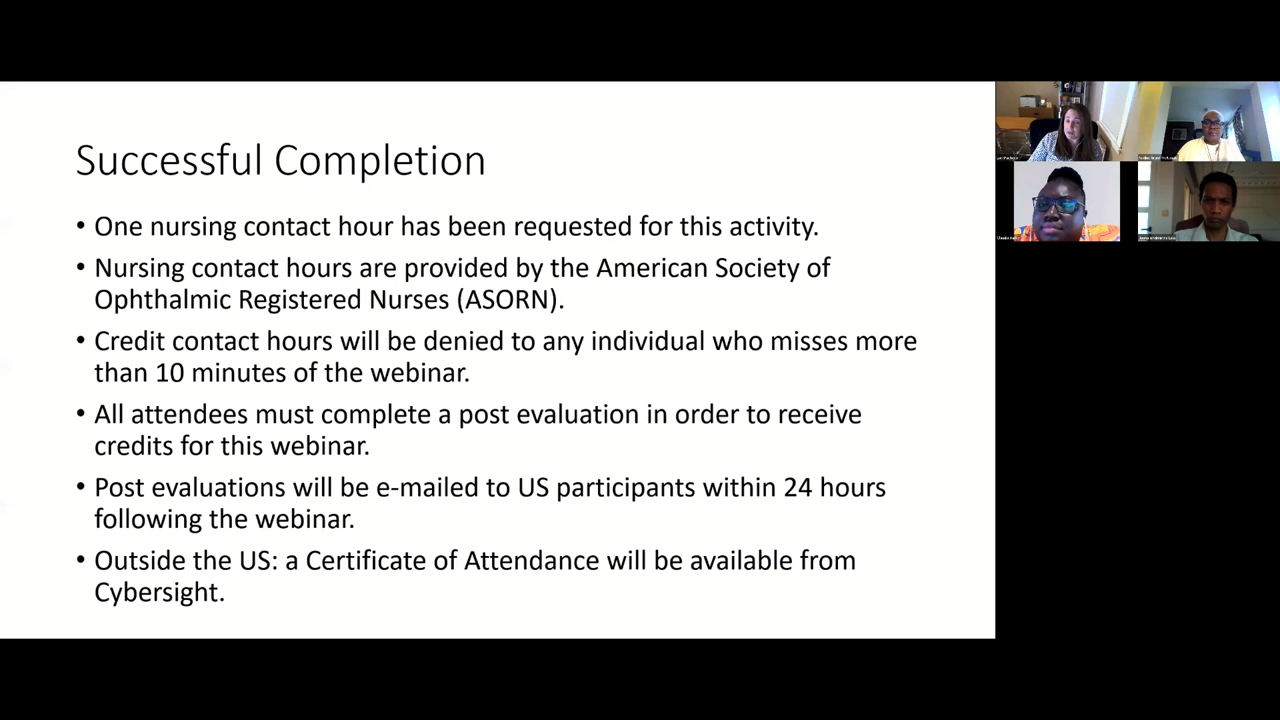 Successful Completion
• One nursing contact hour has been requested for this activity.
• Nursing contact hours are provided by the American Society of
Ophthalmic Registered Nurses (ASORN).
• Credit contact hours will be denied to any individual who misses more
than 10 minutes of the webinar.
• All attendees must complete a post evaluation in order to receive
credits for this webinar.
• Post evaluations will be e-mailed to US participants within 24 hours
following the webinar.
• Outside the US: a Certificate of Attendance will be available from
Cybersight.